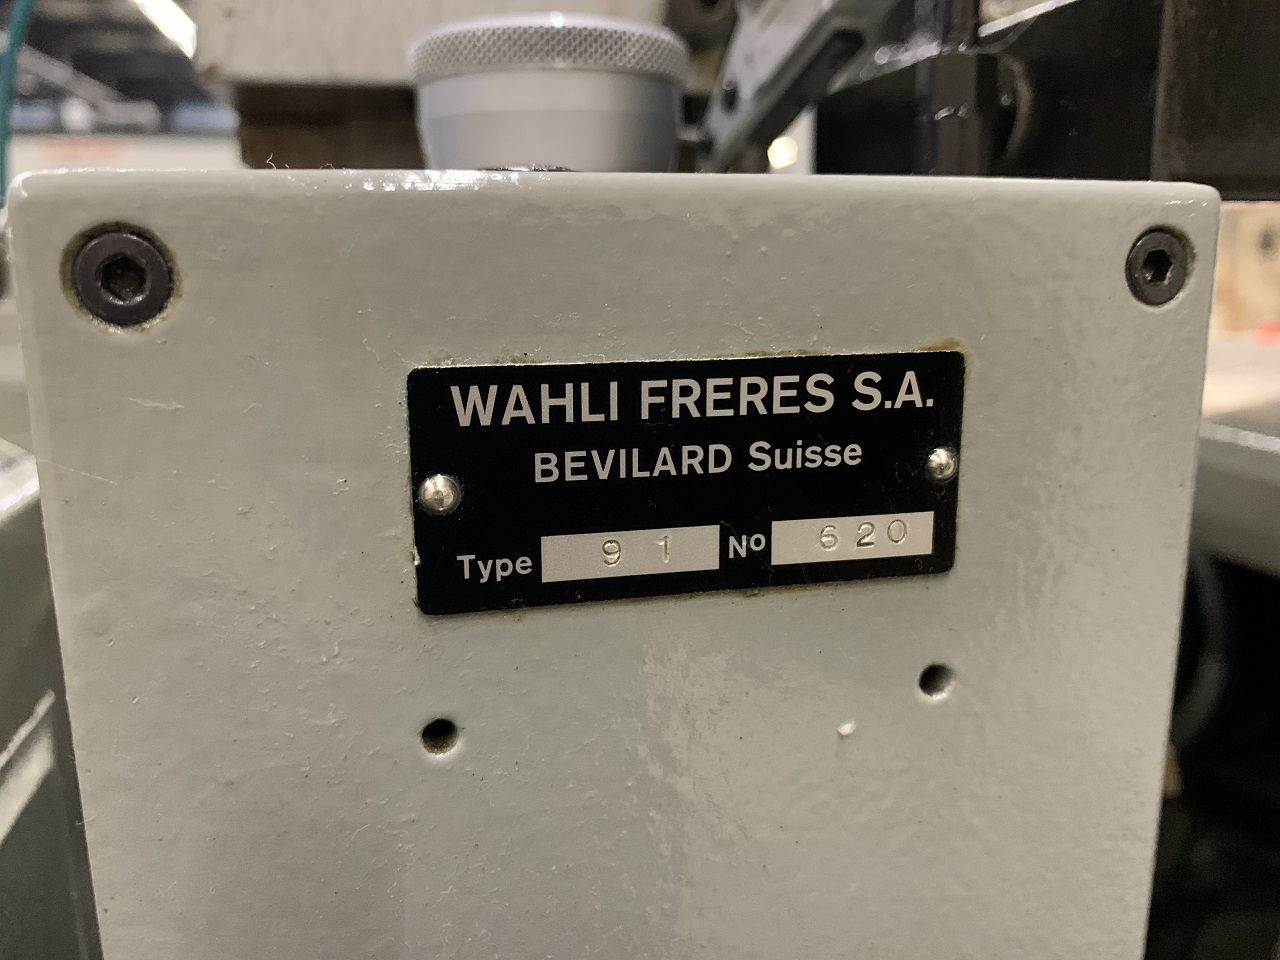 WAHLI FRERES S.A.
BEVILARD Suisse
Type 91 No 620